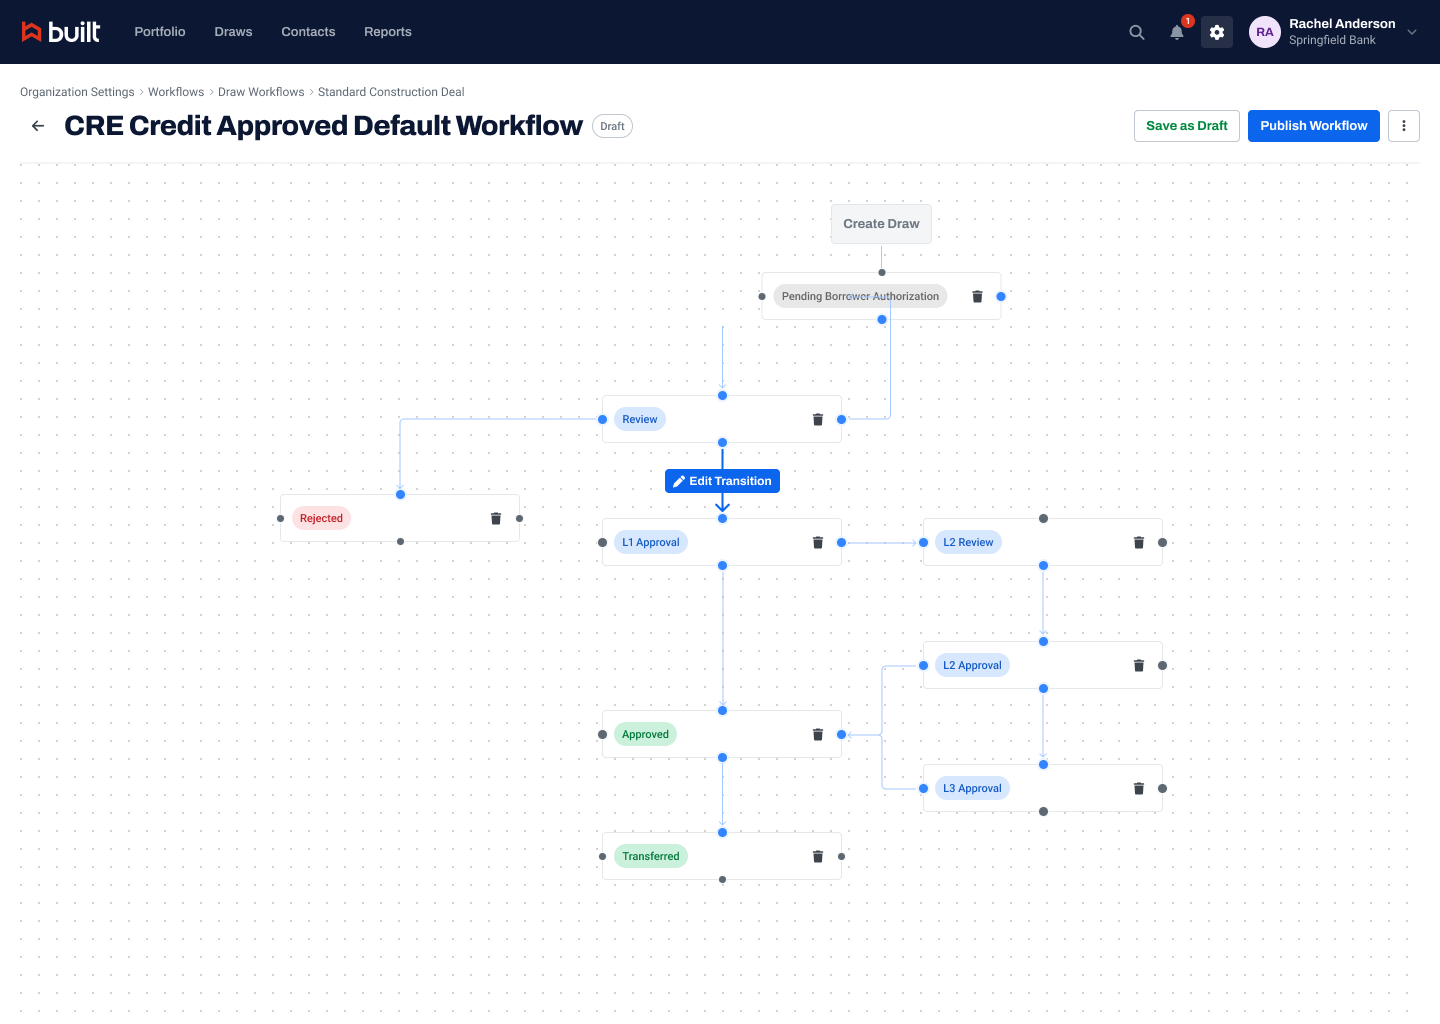 built
Portfolio
Draws
Contacts
Reports
1
RA
Rachel Anderson
Springfield Bank
Organization Settings > Workflows > Draw Workflows > Standard Construction Deal
CRE Credit Approved Default Workflow
Draft
Save as Draft
Publish Workflow
Create Draw
Pending Borrower Authorization
Review
Edit Transition
Rejected
L1 Approval
L2 Review
L2 Approval
Approved
L3 Approval
Transferred